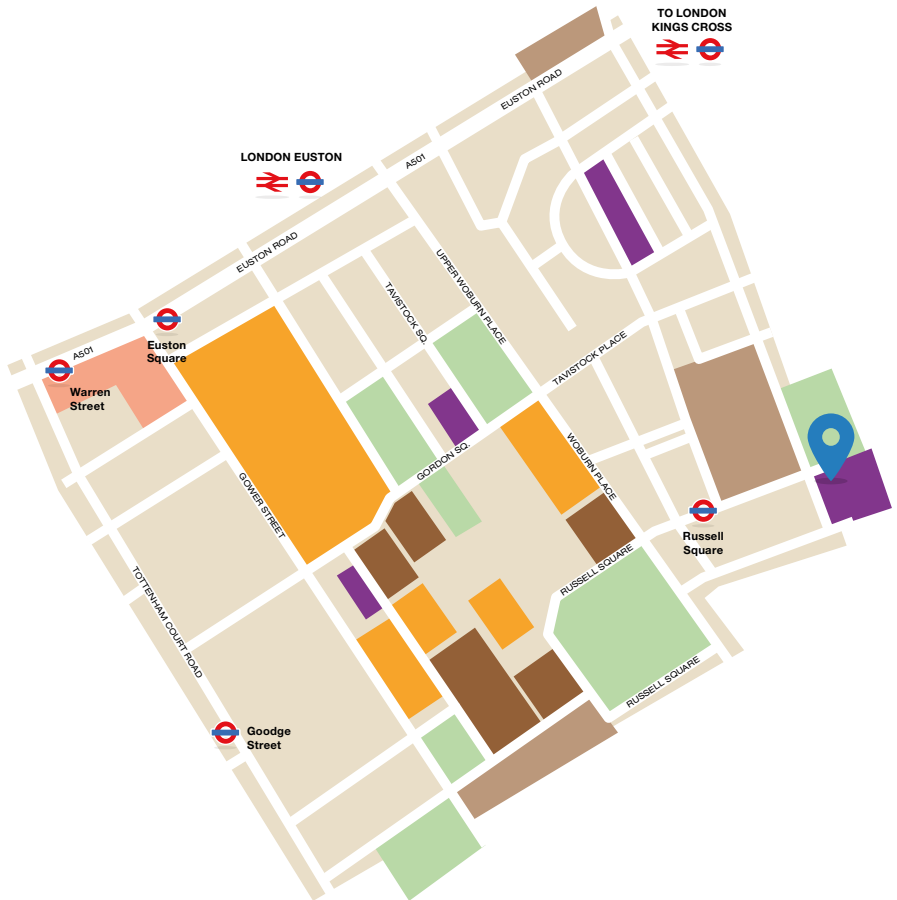 TO LONDON
KINGS CROSS
EUSTON ROAD
LONDON EUSTON
A501
EUSTON ROAD
UPPER WOBURN PLACE
TAVISTOCK SQ.
Euston
Square
A501
TAVISTOCK PLACE
Warren
Street
GORDON SQ.
WOBURN PLACE
GOWER STREET
Russell
Square
RUSSELL SQUARE
TOTTENHAM COURT ROAD
RUSSELL SQUARE
Goodge
Street